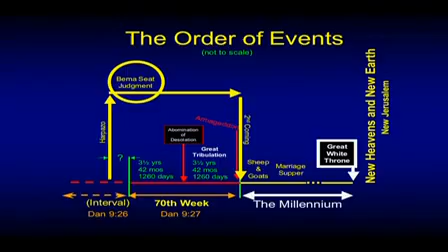 The Order of Events
(not to scale)
Bema Seat
Judgment
Harpazo
?
3½ yrs
42 mos
1260 days
Abomination of
Desolation
Great
Tribulation
3½ yrs
42 mos
1260 days
Armageddon
2nd Coming
Sheep
&
Goats
Marriage
Supper
Great
White
Throne
New Heavens and New Earth
New Jerusalem
(Interval)
Dan 9:26
70th Week
Dan 9:27
The Millennium